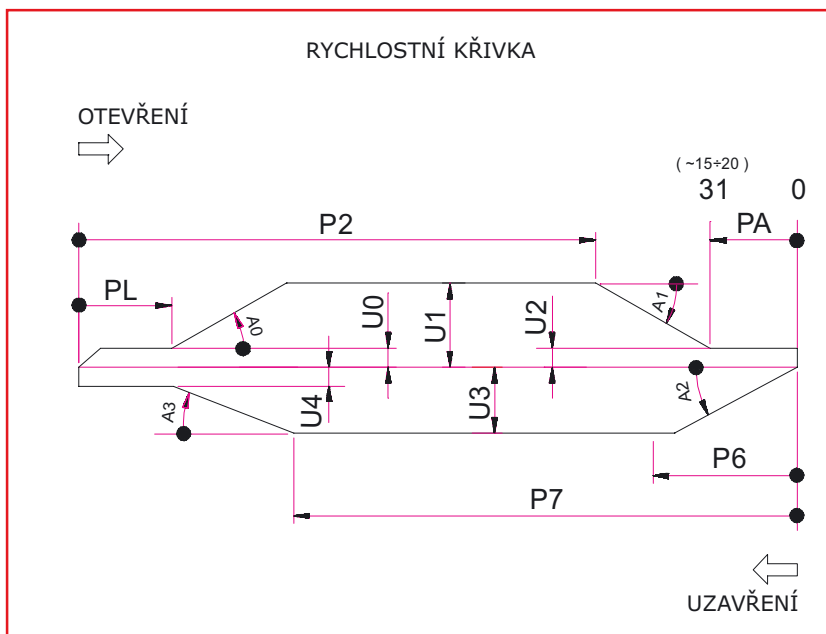 RYCHLOSTNÍ KŘIVKA
OTEVŘENÍ
( ~15÷20 )
31 0
P2 PA
PL
U0 U1 U2
A0 A1
U4 U3
A3 A2
P6
P7
UZAVŘENÍ